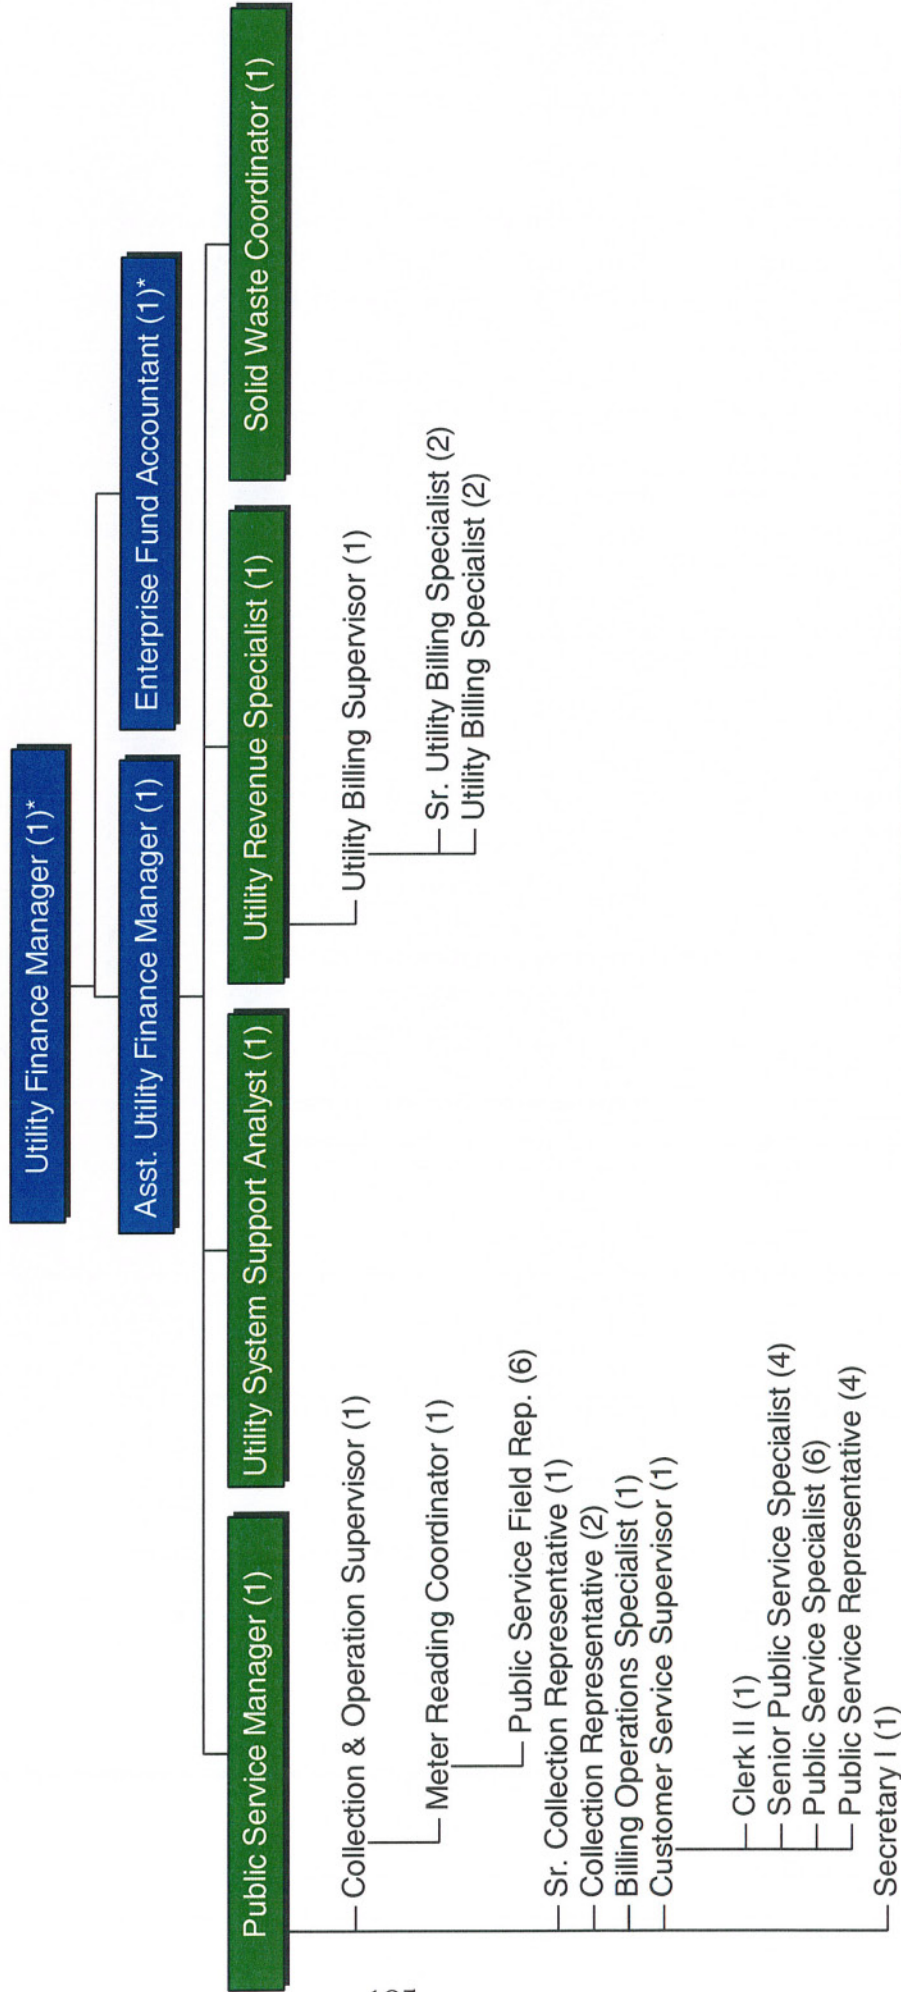 Utility Finance Manager (1)*
Asst. Utility Finance Manager (1)
Enterprise Fund Accountant (1)*
Public Service Manager (1)
Utility System Support Analyst (1)
Utility Revenue Specialist (1)
Solid Waste Coordinator (1)
Collection & Operation Supervisor (1)
Meter Reading Coordinator (1)
Public Service Field Rep. (6)
Sr. Collection Representative (1)
Collection Representative (2)
Billing Operations Specialist (1)
Customer Service Supervisor (1)
Clerk II (1)
Senior Public Service Specialist (4)
Public Service Specialist (6)
Public Service Representative (4)
Secretary I (1)
Utility Billing Supervisor (1)
Sr. Utility Billing Specialist (2)
Utility Billing Specialist (2)